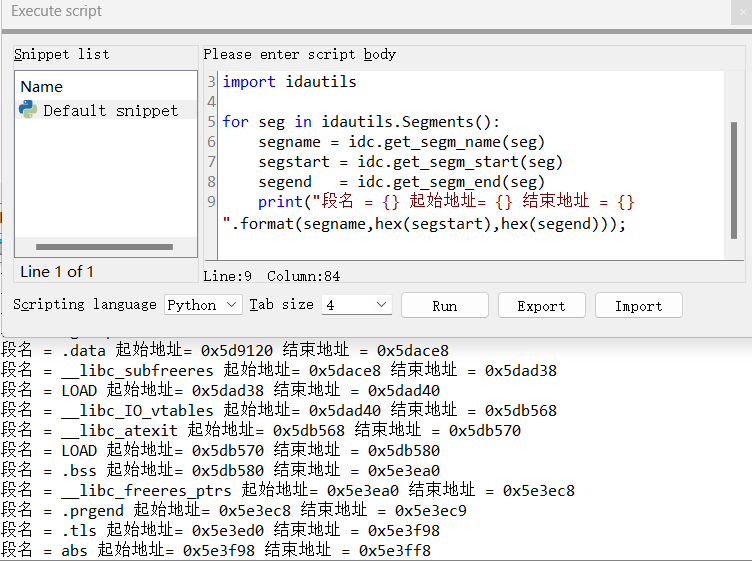 Execute script
Snippet list
Please enter script body
Name
Default snippet
3 import idautils
4
5 for seg in idautils.Segments():
6     segname = idc.get_segm_name(seg)
7     segstart = idc.get_segm_start(seg)
8     segend   = idc.get_segm_end(seg)
9     print("段名 = {} 起始地址= {} 结束地址 = {}
".format(segname,hex(segstart),hex(segend)));
Line 1 of 1
Line:9 Column:84
Scripting language Python Tab size 4 Run Export Import
段名 = .data 起始地址= 0x5d9120 结束地址 = 0x5dace8
段名 = __libc_subfreeres 起始地址= 0x5dace8 结束地址 = 0x5dad38
段名 = LOAD 起始地址= 0x5dad38 结束地址 = 0x5dad40
段名 = __libc_IO_vtables 起始地址= 0x5dad40 结束地址 = 0x5db568
段名 = __libc_atexit 起始地址= 0x5db568 结束地址 = 0x5db570
段名 = LOAD 起始地址= 0x5db570 结束地址 = 0x5db580
段名 = .bss 起始地址= 0x5db580 结束地址 = 0x5e3ea0
段名 = __libc_freeres_ptrs 起始地址= 0x5e3ea0 结束地址 = 0x5e3ec8
段名 = .prgend 起始地址= 0x5e3ec8 结束地址 = 0x5e3ec9
段名 = .tls 起始地址= 0x5e3ed0 结束地址 = 0x5e3f98
段名 = abs 起始地址= 0x5e3f98 结束地址 = 0x5e3ff8